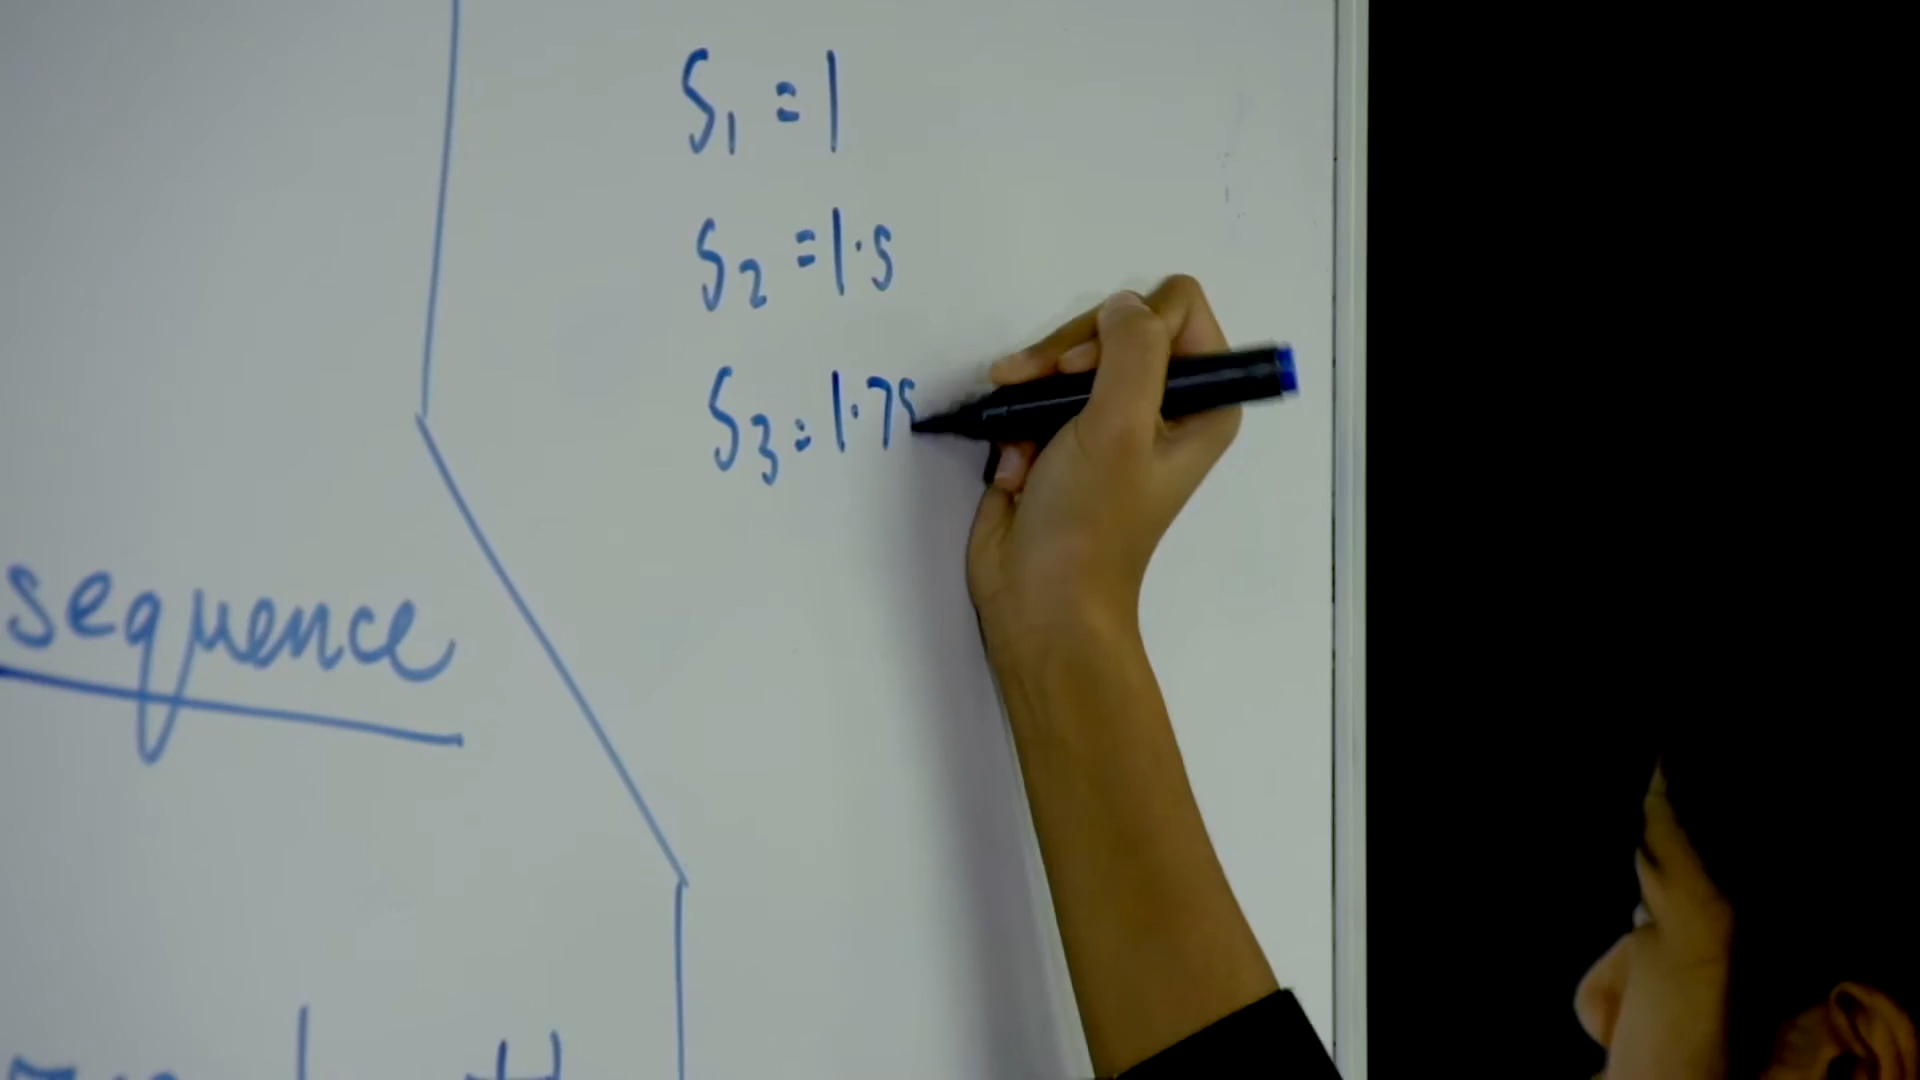 S1 = 1
S2 = 1.5
S3 = 1.75
sequence